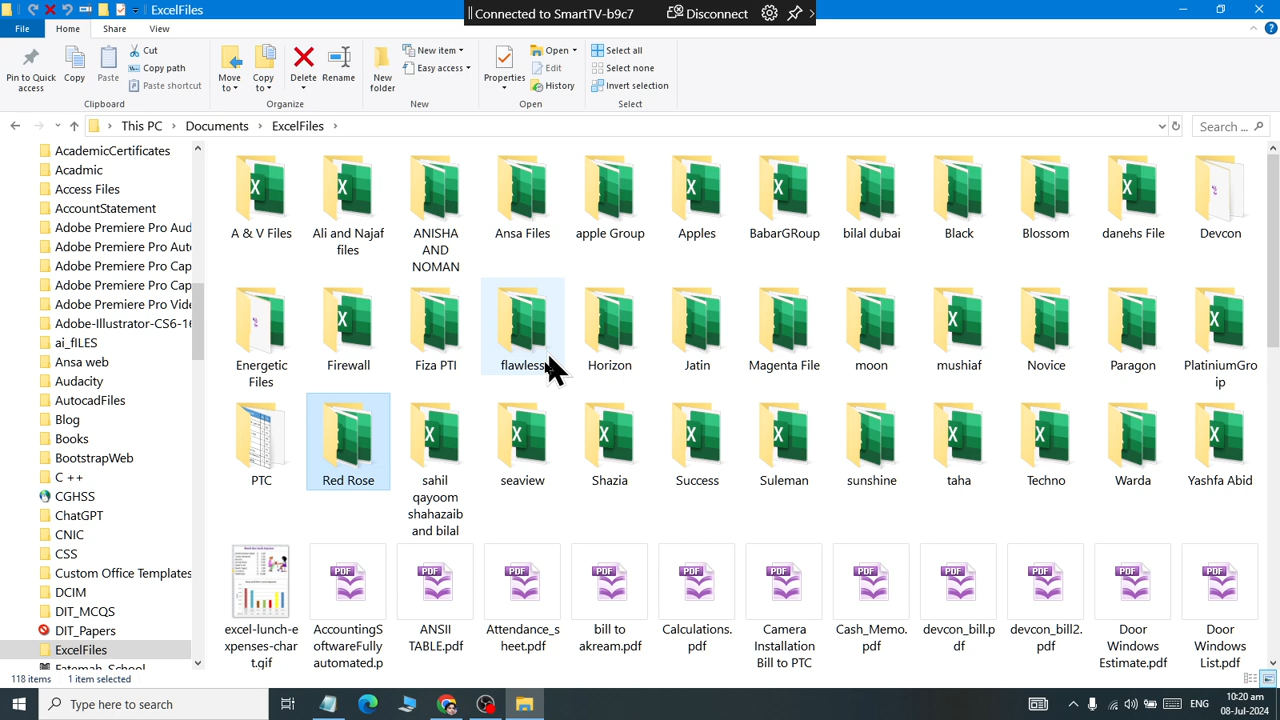 ExcelFiles
Connected to SmartTV-b9c7
Disconnect
File
Home
Share
View
Pin to Quick access
Copy
Paste
Cut
Copy path
Paste shortcut
Clipboard
Move to
Copy to
Delete
Rename
Organize
New folder
New item
Easy access
New
Properties
Open
Edit
History
Open
Select all
Select none
Invert selection
Select
This PC > Documents > ExcelFiles >
Search ...
AcademicCertificates
Acadmic
Access Files
AccountStatement
Adobe Premiere Pro Aud
Adobe Premiere Pro Auto
Adobe Premiere Pro Cap
Adobe Premiere Pro Cap
Adobe Premiere Pro Vide
Adobe-Illustrator-CS6-16
ai_fILES
Ansa web
Audacity
AutocadFiles
Blog
Books
BootstrapWeb
C ++
CGHSS
ChatGPT
CNIC
CSS
Custom Office Templates
DCIM
DIT_MCQS
DIT_Papers
ExcelFiles
Fatemah_School
A & V Files
Ali and Najaf files
ANISHA AND NOMAN
Ansa Files
apple Group
Apples
BabarGRoup
bilal dubai
Black
Blossom
danehs File
Devcon
Energetic Files
Firewall
Fiza PTI
flawless
Horizon
Jatin
Magenta File
moon
mushiaf
Novice
Paragon
PlatiniumGroip
PTC
Red Rose
sahil qayoom shahazaib and bilal
seaview
Shazia
Success
Suleman
sunshine
taha
Techno
Warda
Yashfa Abid
excel-lunch-expenses-chart.gif
AccountingSoftwareFullyautomated.p
ANSII TABLE.pdf
Attendance_sheet.pdf
bill to akream.pdf
Calculations.pdf
Camera Installation Bill to PTC
Cash_Memo.pdf
devcon_bill.pdf
devcon_bill2.pdf
Door Windows Estimate.pdf
Door Windows List.pdf
118 items
1 item selected
Type here to search
ENG
10:20 am
08-Jul-2024